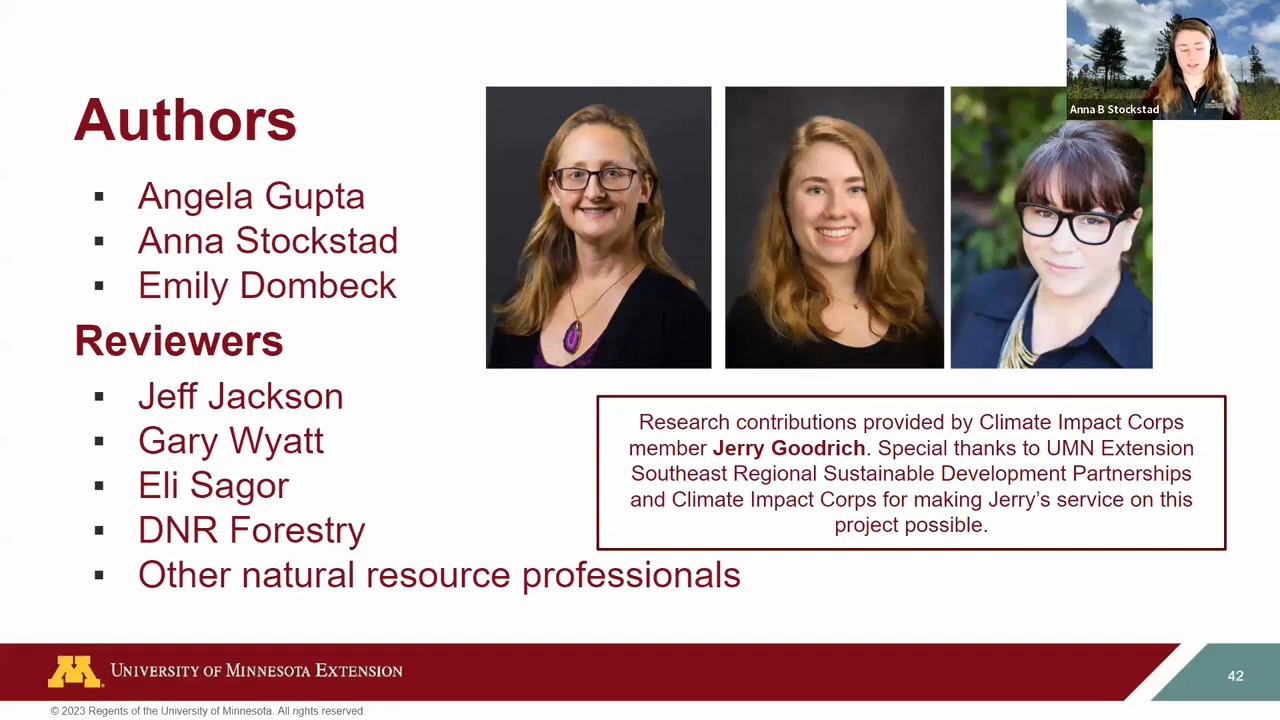 Authors
▪ Angela Gupta
▪ Anna Stockstad
▪ Emily Dombeck
Reviewers
▪ Jeff Jackson
▪ Gary Wyatt
▪ Eli Sagor
▪ DNR Forestry
▪ Other natural resource professionals
Anna B Stockstad
Research contributions provided by Climate Impact Corps
member Jerry Goodrich. Special thanks to UMN Extension
Southeast Regional Sustainable Development Partnerships
and Climate Impact Corps for making Jerry’s service on this
project possible.
M
University of Minnesota Extension
42
© 2023 Regents of the University of Minnesota. All rights reserved.